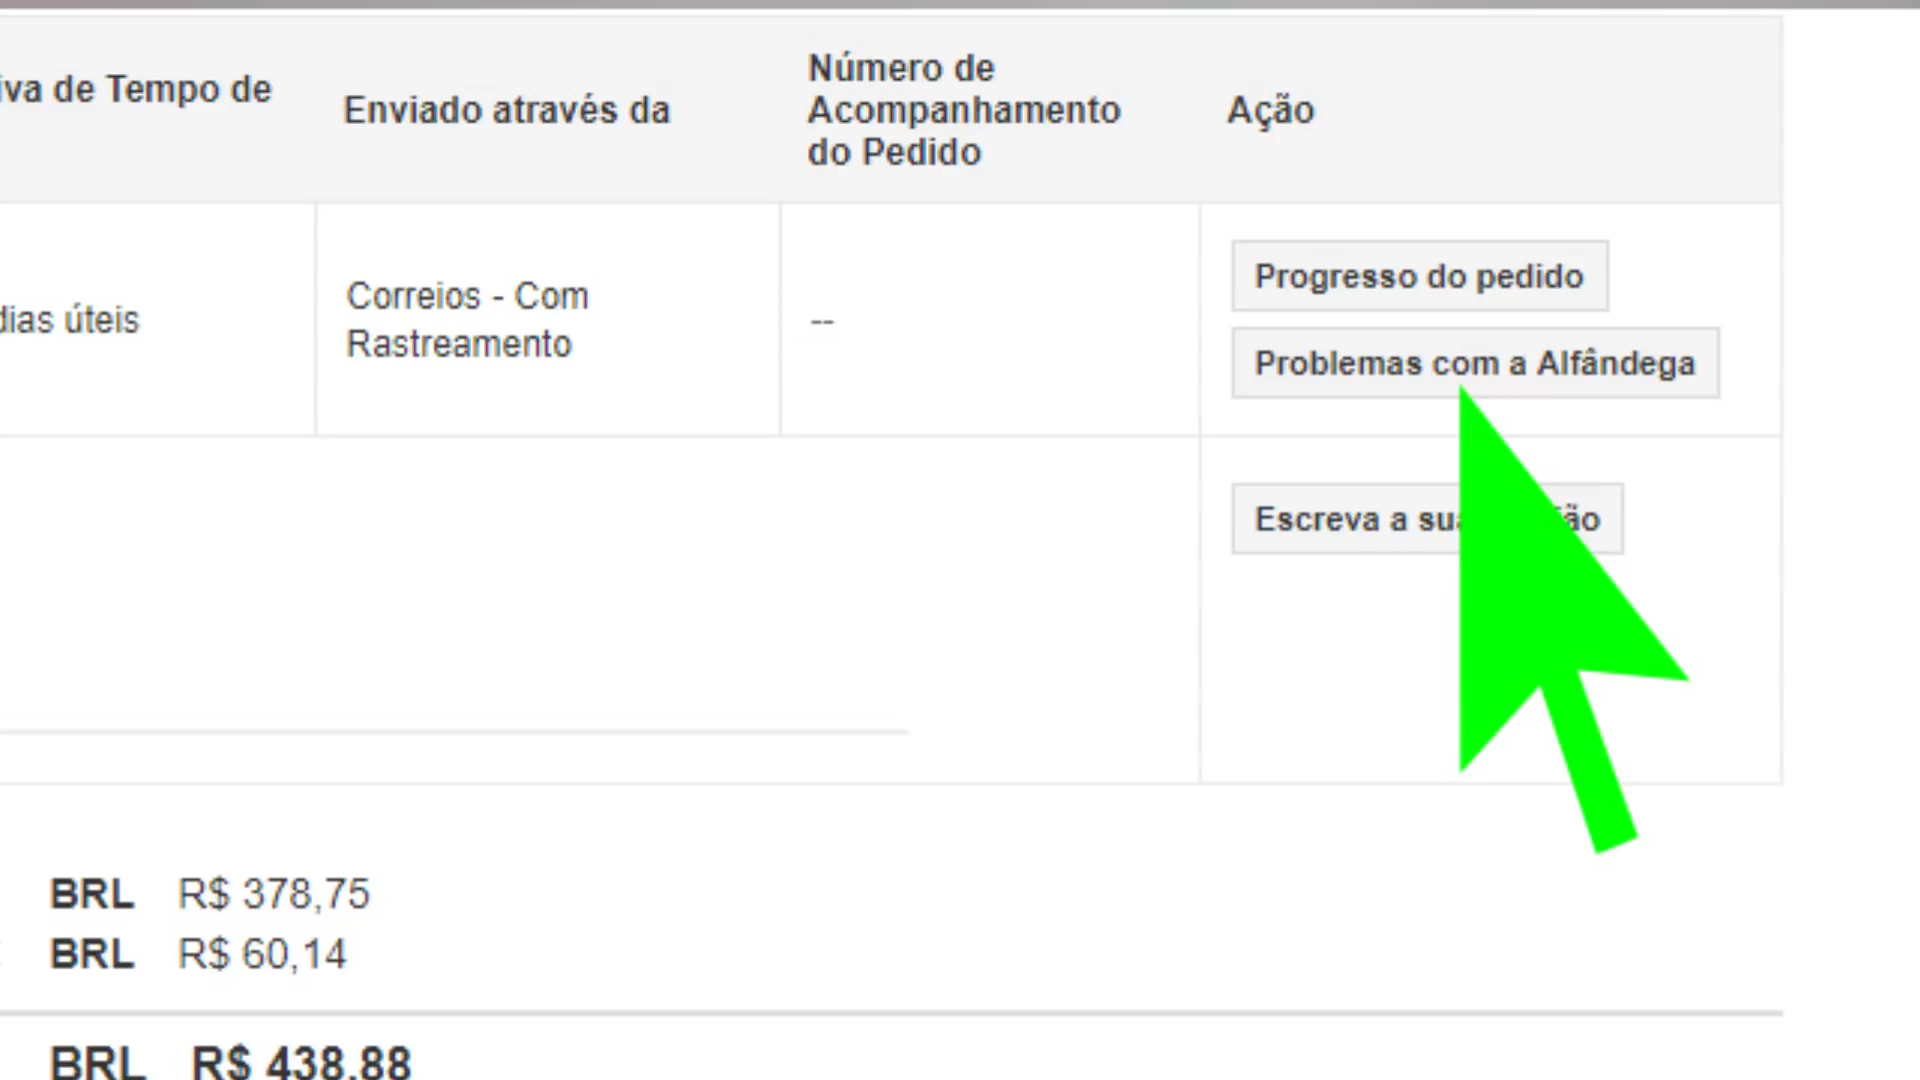 iva de Tempo de
Enviado através da
Número de
Acompanhamento
do Pedido
Ação
dias úteis
Correios - Com
Rastreamento
--
Progresso do pedido
Problemas com a Alfândega
Escreva a sua ão
BRL R$ 378,75
BRL R$ 60,14
BRL R$ 438,88